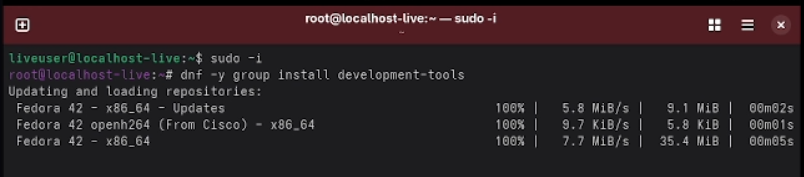 root@localhost-live:~ — sudo -i
~
liveuser@localhost-live:~$ sudo -i
root@localhost-live:~# dnf -y group install development-tools
Updating and loading repositories:
Fedora 42 - x86_64 - Updates 100% | 5.8 MiB/s | 9.1 MiB | 00m02s
Fedora 42 openh264 (From Cisco) - x86_64 100% | 9.7 KiB/s | 5.8 KiB | 00m01s
Fedora 42 - x86_64 100% | 7.7 MiB/s | 35.4 MiB | 00m05s